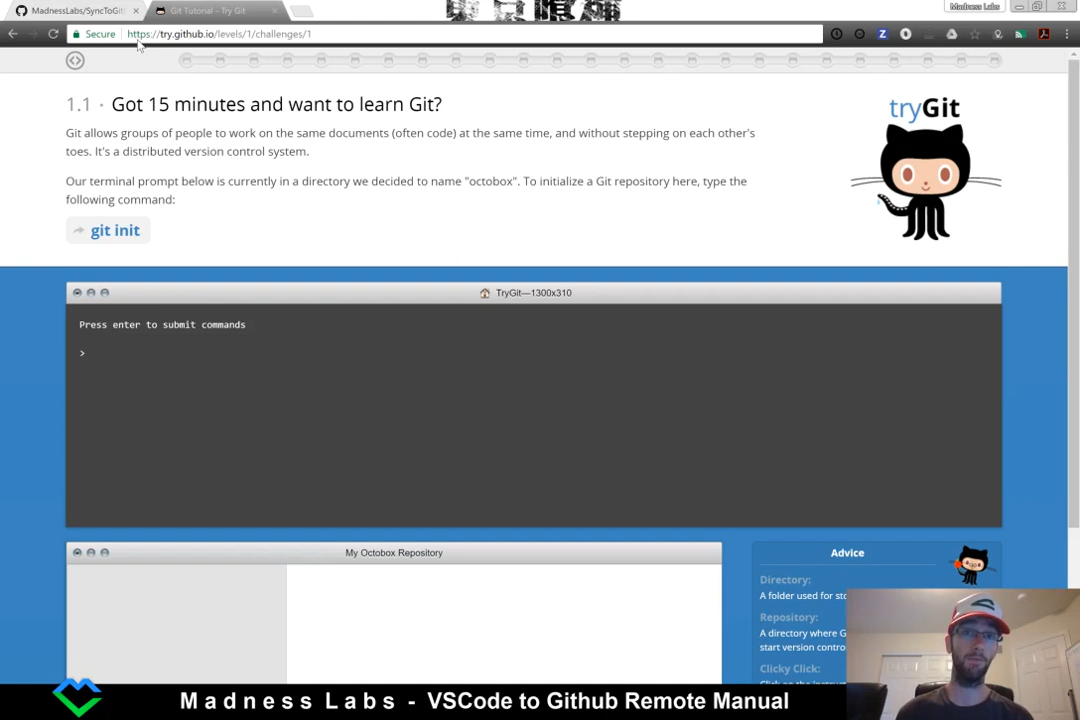 MadnessLabs/SyncToGit
Git Tutorial - Try Git
Madness Labs
Secure
https://try.github.io/levels/1/challenges/1
1.1 · Got 15 minutes and want to learn Git?
Git allows groups of people to work on the same documents (often code) at the same time, and without stepping on each other's
toes. It's a distributed version control system.
Our terminal prompt below is currently in a directory we decided to name "octobox". To initialize a Git repository here, type the
following command:
git init
tryGit
TryGit—1300x310
Press enter to submit commands
>
My Octobox Repository
Advice
Directory:
A folder used for sto
Repository:
A directory where G
start version contro
Clicky Click:
Madness Labs - VSCode to Github Remote Manual